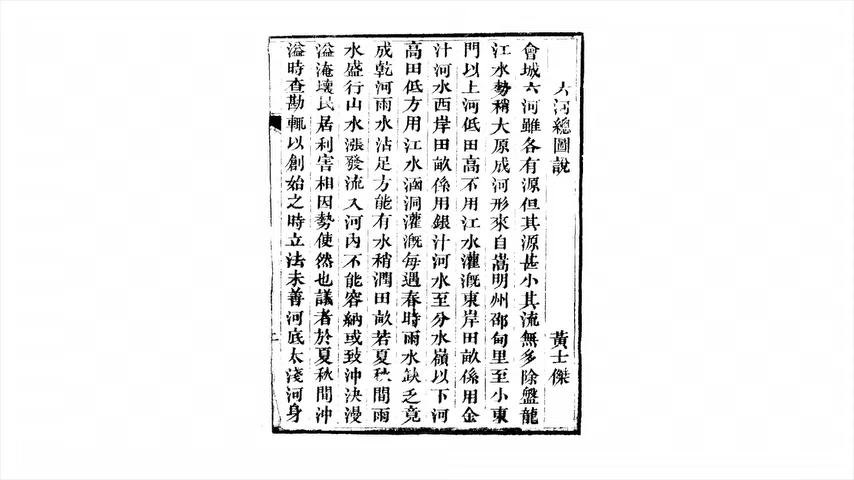 六河總圖說 黃士傑
會城六河雖各有源但其源甚小其流無多除盤龍
江水勢稍大原成河形來自嵩明州邵甸里至小東
門以上河低田高不用江水灌溉東岸田畝係用金
汁河水西岸田畝係用銀汁河水至分水嶺以下河
高田低方用江水涵洞灌溉每遇春時雨水缺乏竟
成乾河雨水沾足方能有水稍潤田畝若夏秋間雨
水盛行山水漲發流入河內不能容納或致沖決漫
溢淹壞民居利害相因勢使然也議者於夏秋間沖
溢時查勘輒以創始之時立法未善河底太淺河身